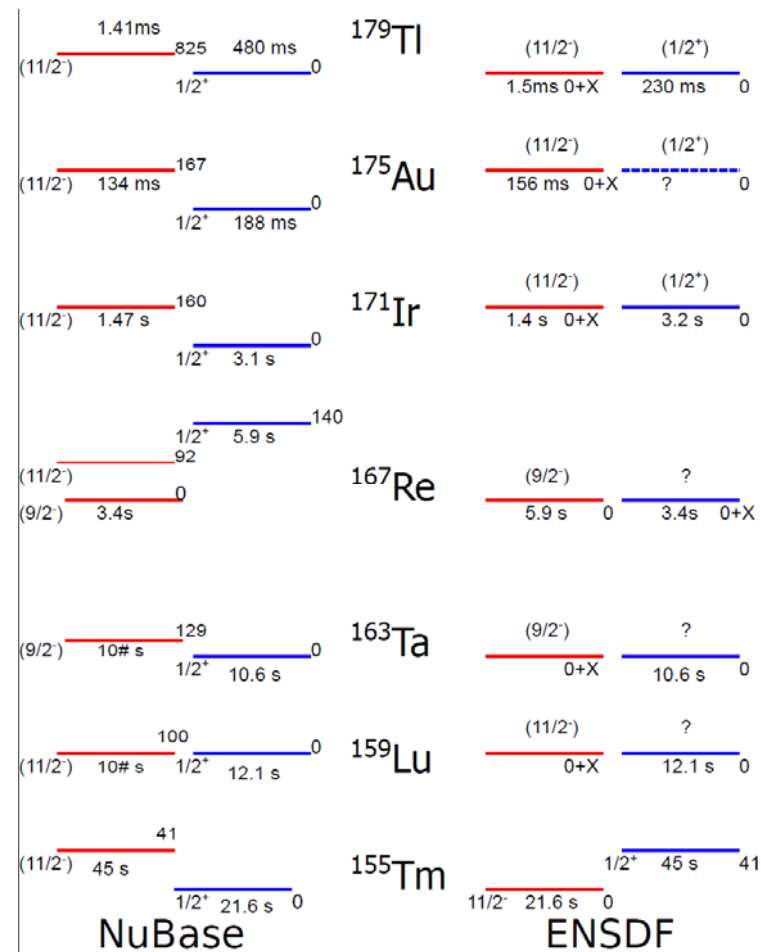 1.41ms
825 480 ms 0 ¹⁷⁹Tl (11/2⁻) (1/2⁺)
(11/2⁻) 1/2⁺ 1.5ms 0+X 230 ms 0
167 ¹⁷⁵Au (11/2⁻) (1/2⁺)
(11/2⁻) 134 ms 0 156 ms 0+X ? 0
1/2⁺ 188 ms
160 ¹⁷¹Ir (11/2⁻) (1/2⁺)
(11/2⁻) 1.47 s 0 1.4 s 0+X 3.2 s 0
1/2⁺ 3.1 s
140
1/2⁺ 5.9 s
92
(11/2⁻) 0 ¹⁶⁷Re (9/2⁻) ?
(9/2⁻) 3.4s 5.9 s 0 3.4s 0+X
129 0 ¹⁶³Ta (9/2⁻) ?
(9/2⁻) 10# s 1/2⁺ 10.6 s 0+X 10.6 s 0
100 0 ¹⁵⁹Lu (11/2⁻) ?
(11/2⁻) 10# s 1/2⁺ 12.1 s 0+X 12.1 s 0
41
(11/2⁻) 45 s ¹⁵⁵Tm 1/2⁺ 45 s 41
1/2⁺ 21.6 s 0 11/2⁻ 21.6 s 0
NuBase ENSDF